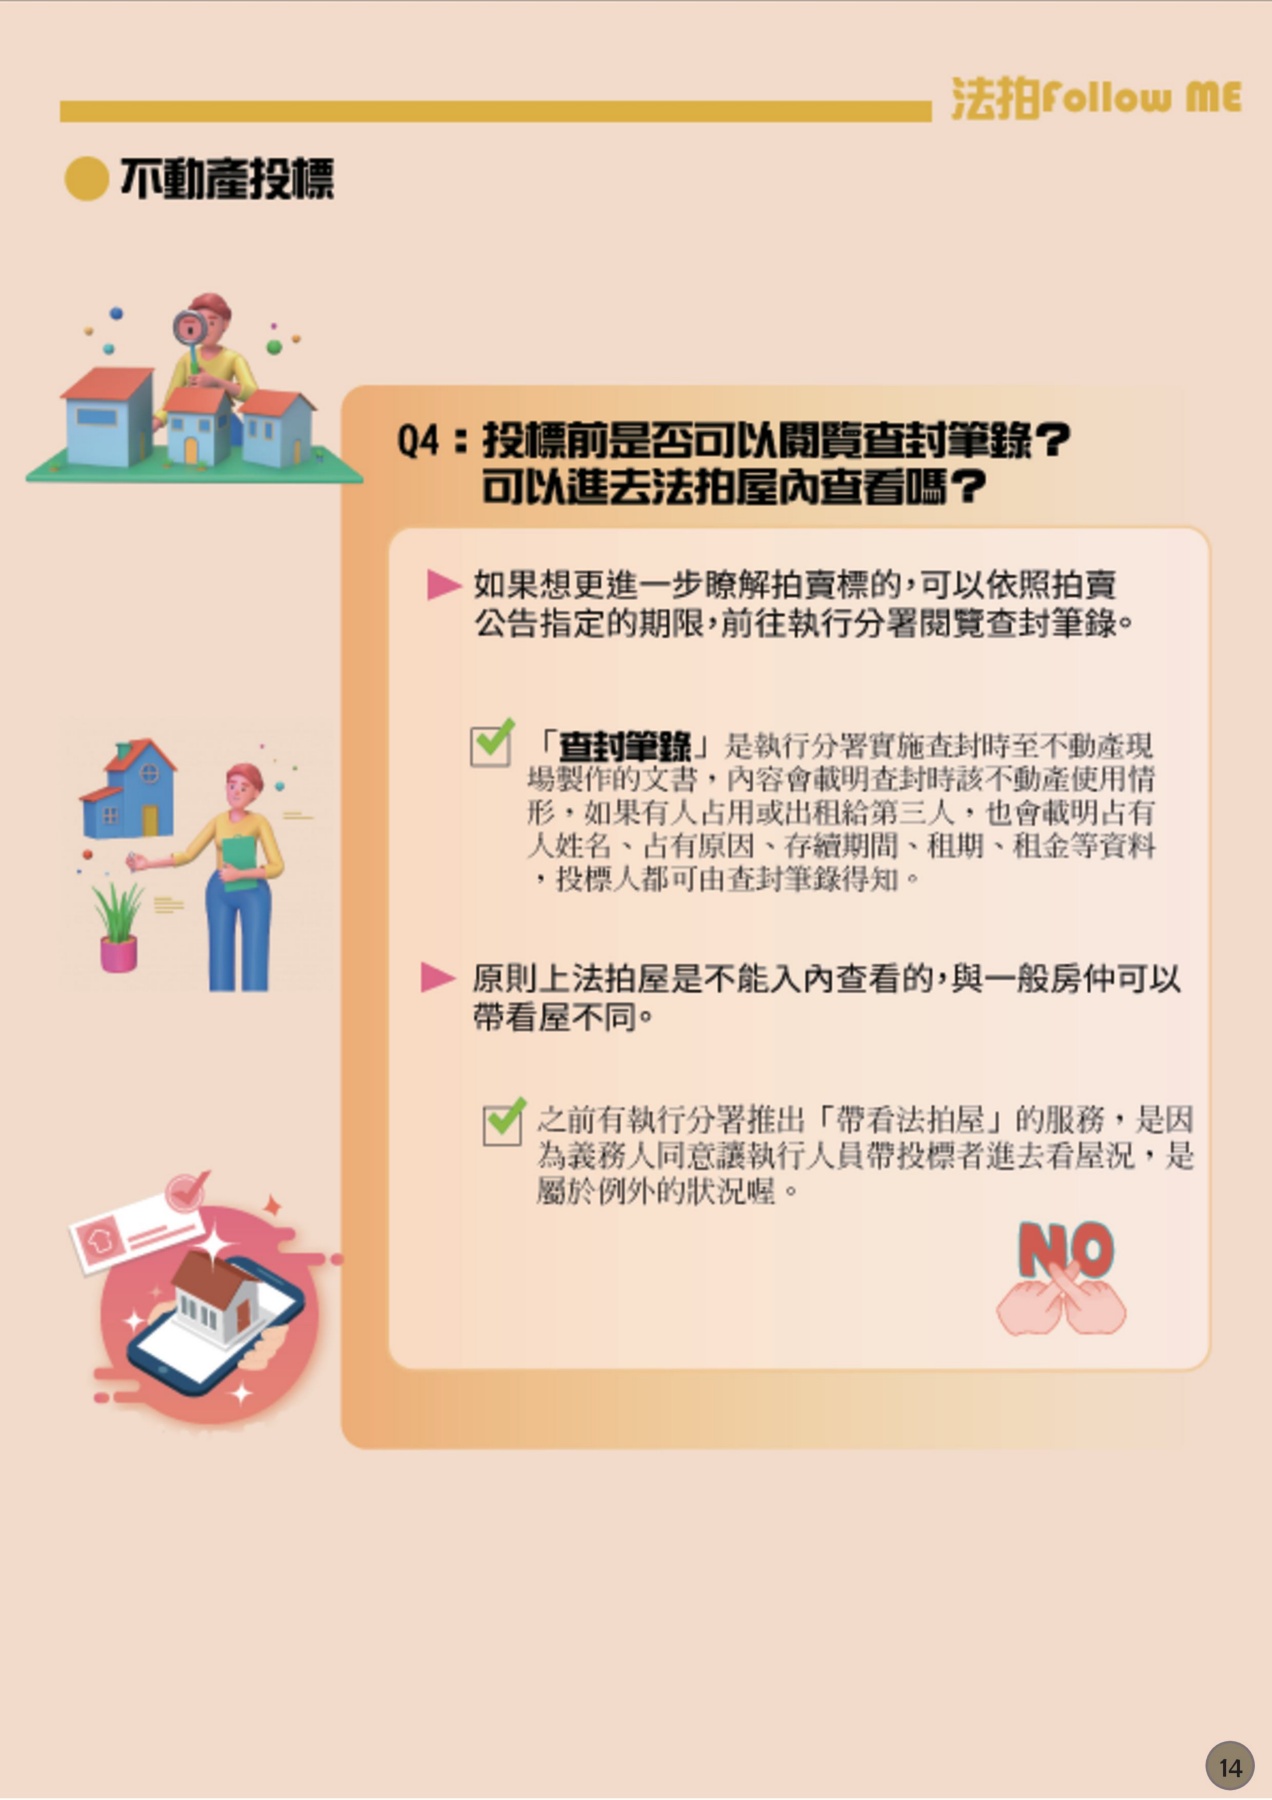 法拍Follow ME
不動產投標
Q4：投標前是否可以閱覽查封筆錄？
可以進去法拍屋內查看嗎？
如果想更進一步瞭解拍賣標的，可以依照拍賣
公告指定的期限，前往執行分署閱覽查封筆錄。
「查封筆錄」是執行分署實施查封時至不動產現
場製作的文書，內容會載明查封時該不動產使用情
形，如果有人占用或出租給第三人，也會載明占有
人姓名、占有原因、存續期間、租期、租金等資料
，投標人都可由查封筆錄得知。
原則上法拍屋是不能入內查看的，與一般房仲可以
帶看屋不同。
之前有執行分署推出「帶看法拍屋」的服務，是因
為義務人同意讓執行人員帶投標者進去看屋況，是
屬於例外的狀況喔。
NO
14